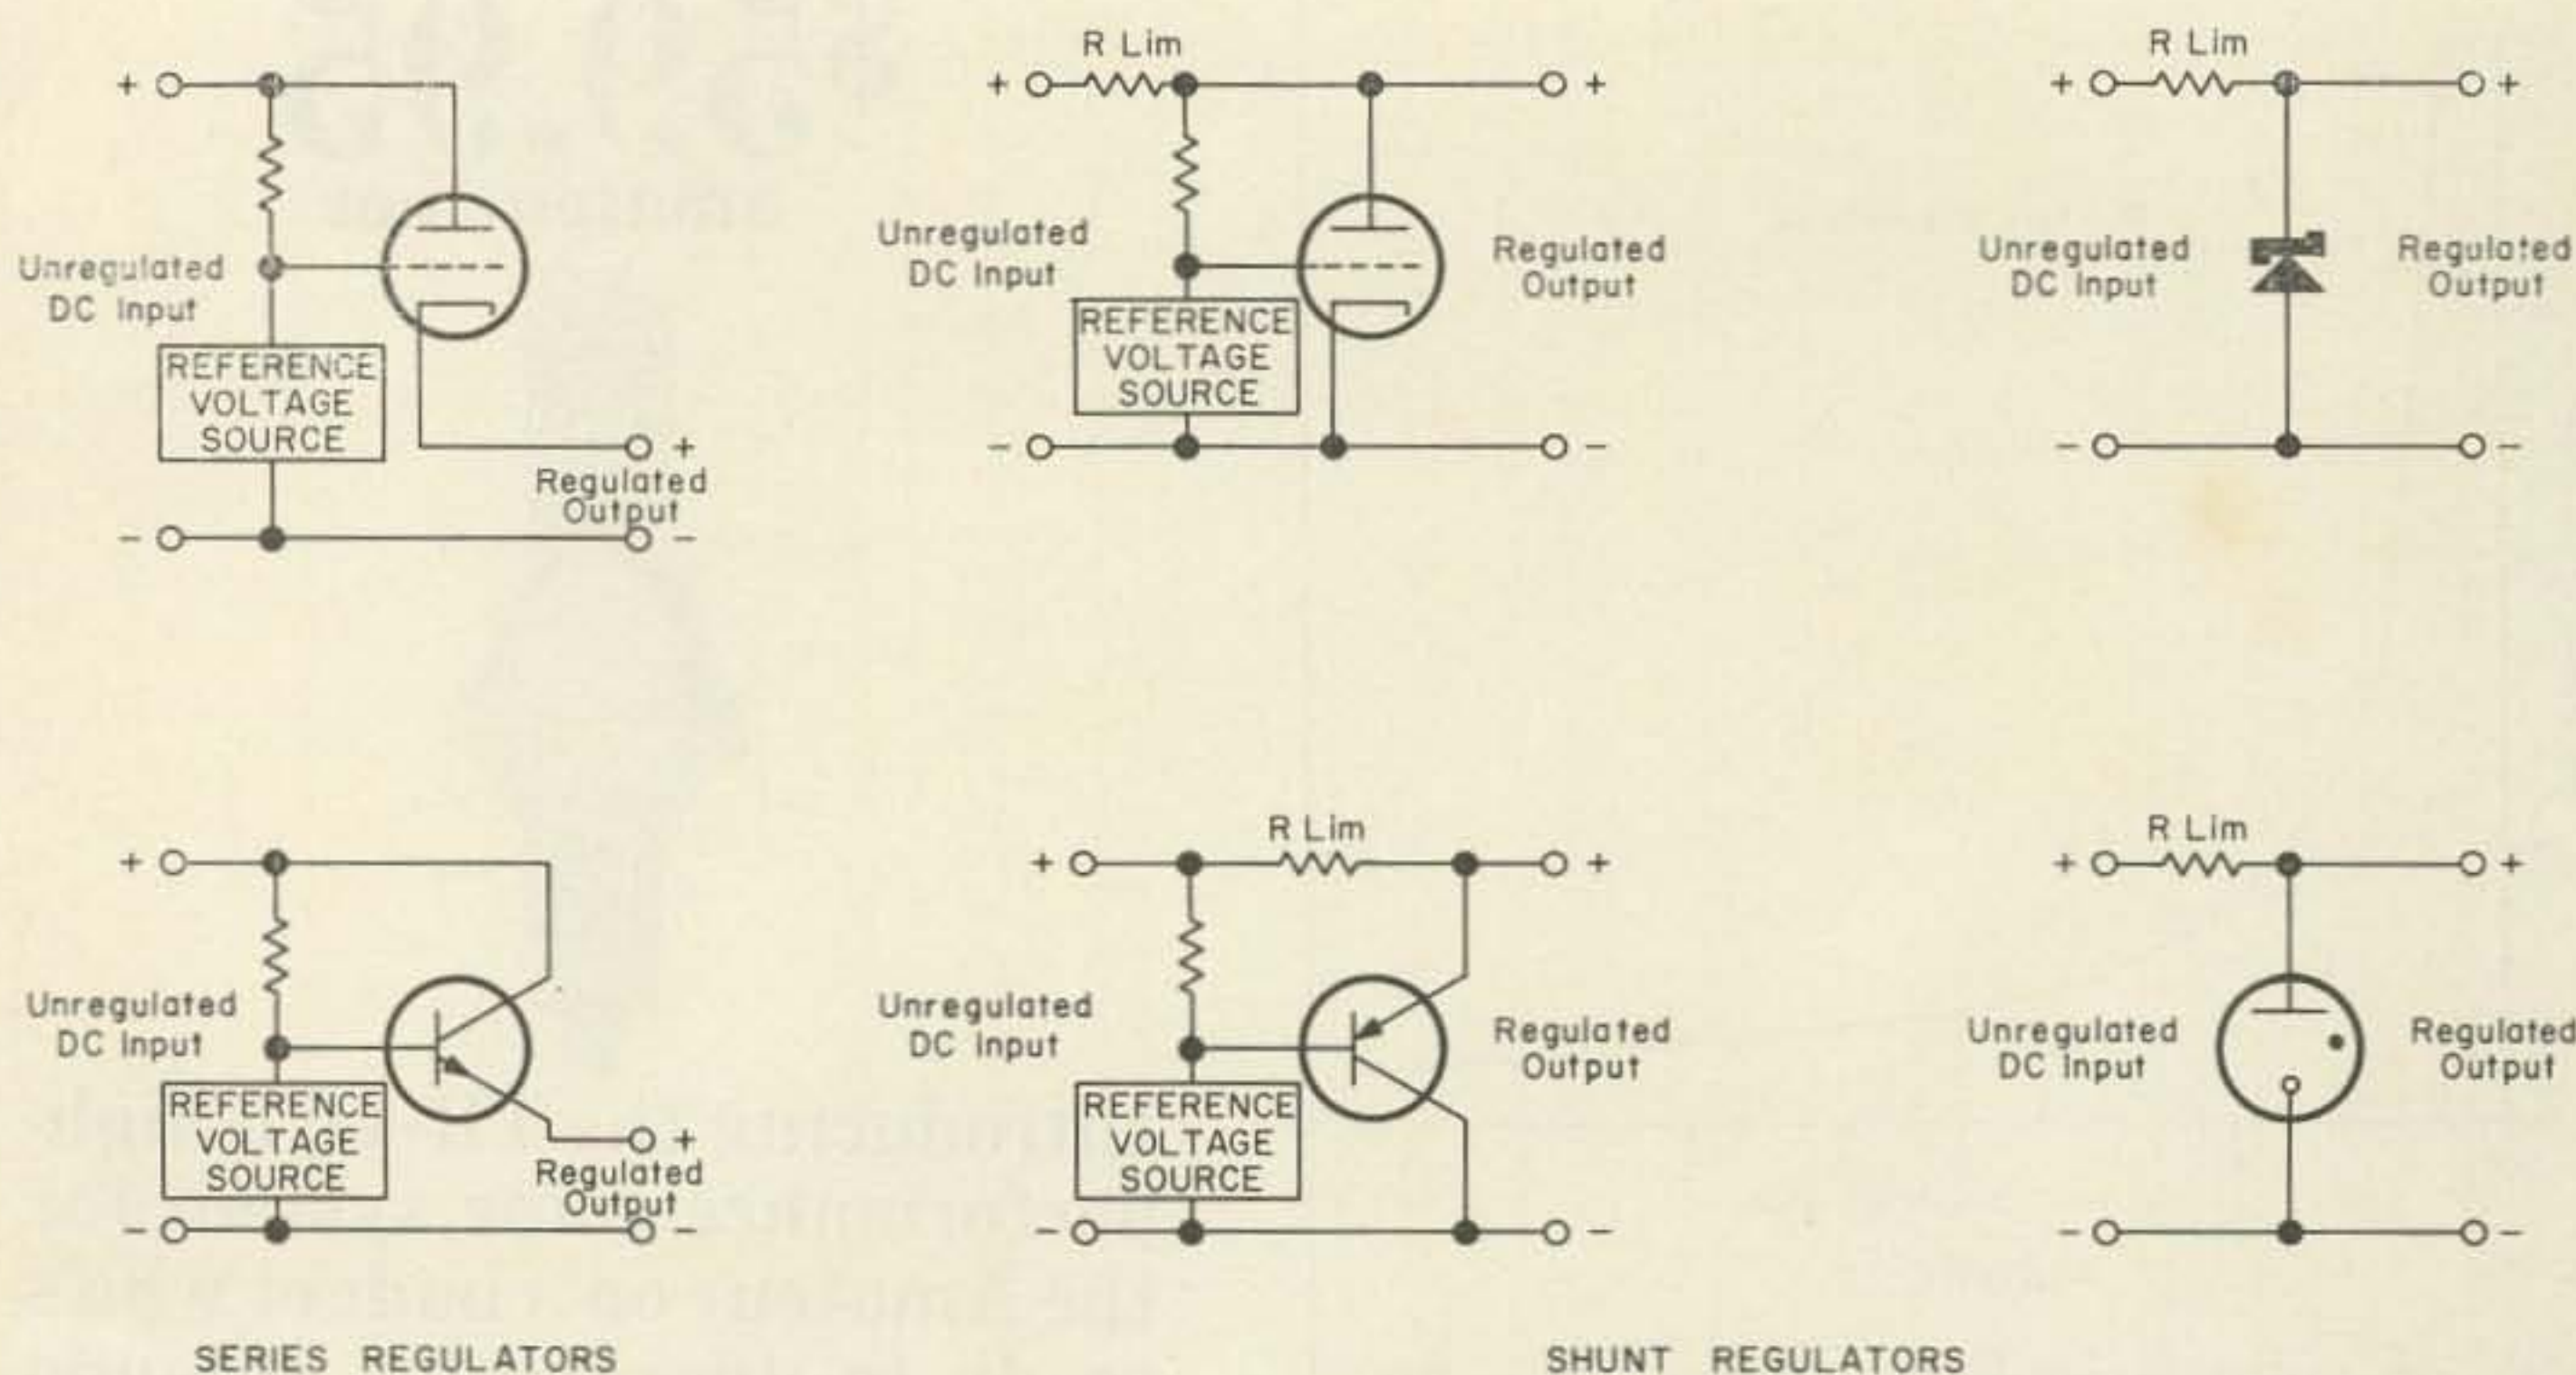 +
Unregulated
DC Input
REFERENCE
VOLTAGE
SOURCE
+
Regulated
Output
-
-
R Lim
+
+
Unregulated
DC Input
REFERENCE
VOLTAGE
SOURCE
Regulated
Output
-
-
R Lim
+
+
Unregulated
DC Input
Regulated
Output
-
-
+
Unregulated
DC Input
REFERENCE
VOLTAGE
SOURCE
+
Regulated
Output
-
-
R Lim
+
+
Unregulated
DC Input
REFERENCE
VOLTAGE
SOURCE
Regulated
Output
-
-
R Lim
+
+
Unregulated
DC Input
Regulated
Output
-
-
SERIES REGULATORS
SHUNT REGULATORS